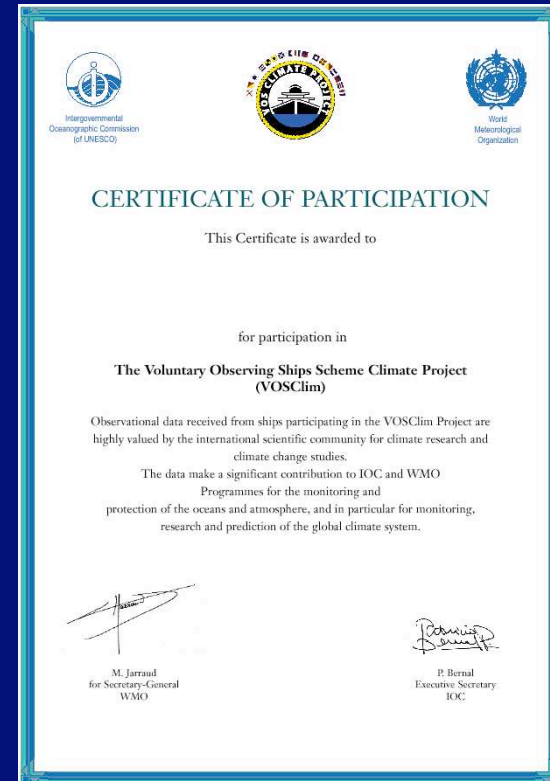 Intergovernmental
Oceanographic Commission
(of UNESCO)
VOS CLIMATE PROJECT
World
Meteorological
Organization
CERTIFICATE OF PARTICIPATION
This Certificate is awarded to
for participation in
The Voluntary Observing Ships Scheme Climate Project
(VOSClim)
Observational data received from ships participating in the VOSClim Project are
highly valued by the international scientific community for climate research and
climate change studies.
The data make a significant contribution to IOC and WMO
Programmes for the monitoring and
protection of the oceans and atmosphere, and in particular for monitoring,
research and prediction of the global climate system.
M. Jarraud
for Secretary-General
WMO
P. Bernal
Executive Secretary
IOC